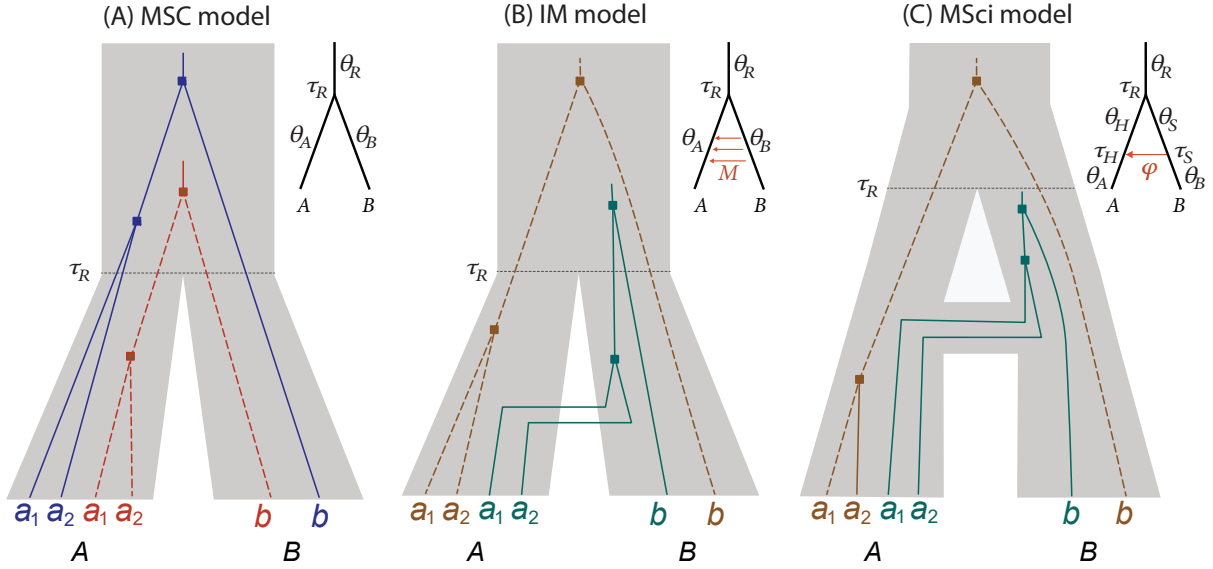 (A) MSC model
θR
τR
θA
θB
A
B
τR
a1 a2 a1 a2 b b
A
B
(B) IM model
θR
τR
θA
θB
M
A
B
τR
a1 a2 a1 a2 b b
A
B
(C) MSci model
θR
τR
θH
θS
τH
τS
θA
φ
θB
A
B
τR
a1 a2 a1 a2 b b
A
B